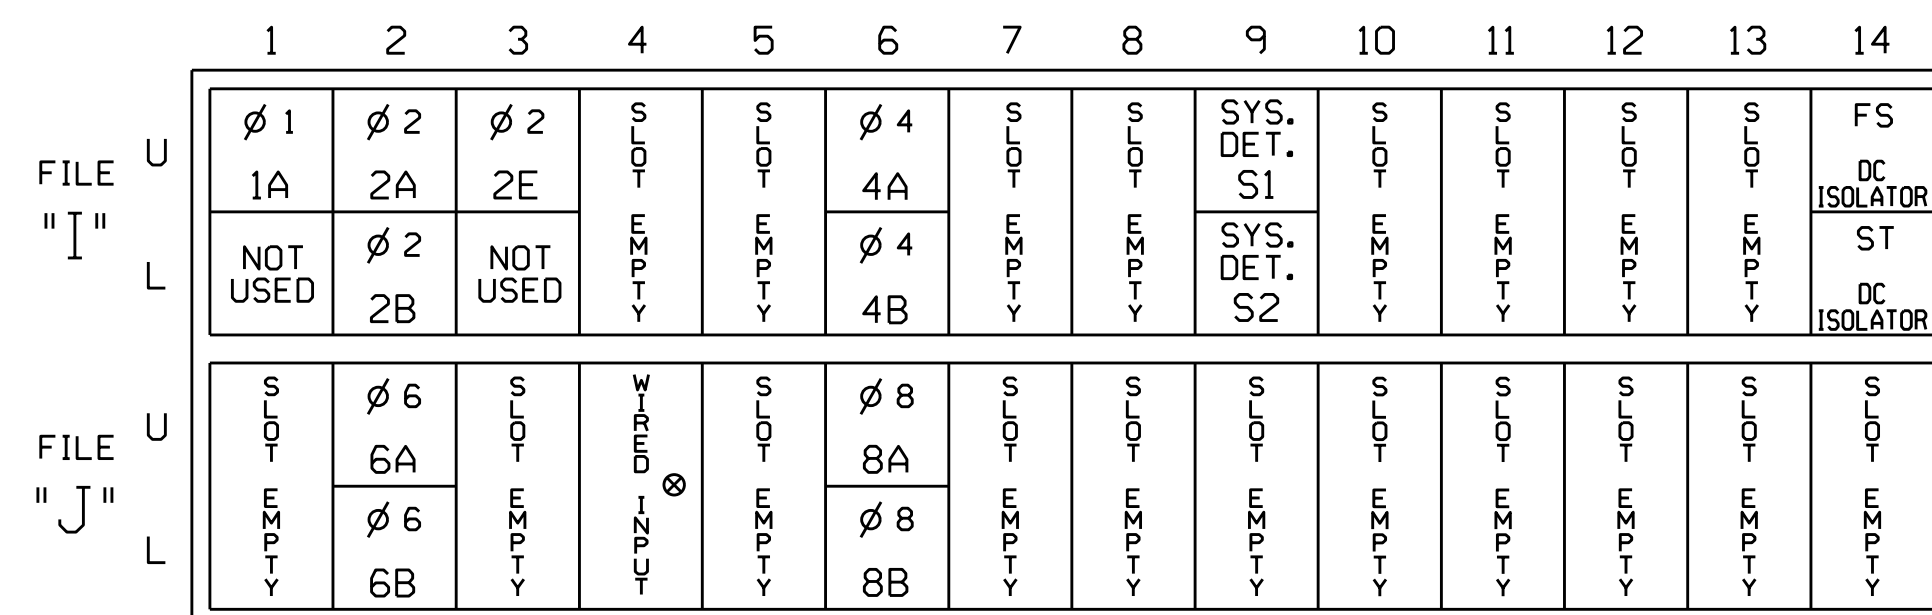 1 2 3 4 5 6 7 8 9 10 11 12 13 14
FILE "I"
U
L
Ø 1
1A
NOT
USED
Ø 2
2A
Ø 2
2B
Ø 2
2E
NOT
USED
SLOT EMPTY
SLOT EMPTY
Ø 4
4A
Ø 4
4B
SLOT EMPTY
SLOT EMPTY
SYS.
DET.
S1
SYS.
DET.
S2
SLOT EMPTY
SLOT EMPTY
SLOT EMPTY
SLOT EMPTY
FS
DC
ISOLATOR
ST
DC
ISOLATOR
FILE "J"
U
L
SLOT EMPTY
Ø 6
6A
Ø 6
6B
SLOT EMPTY
WIRED INPUT ⊗
SLOT EMPTY
Ø 8
8A
Ø 8
8B
SLOT EMPTY
SLOT EMPTY
SLOT EMPTY
SLOT EMPTY
SLOT EMPTY
SLOT EMPTY
SLOT EMPTY
SLOT EMPTY